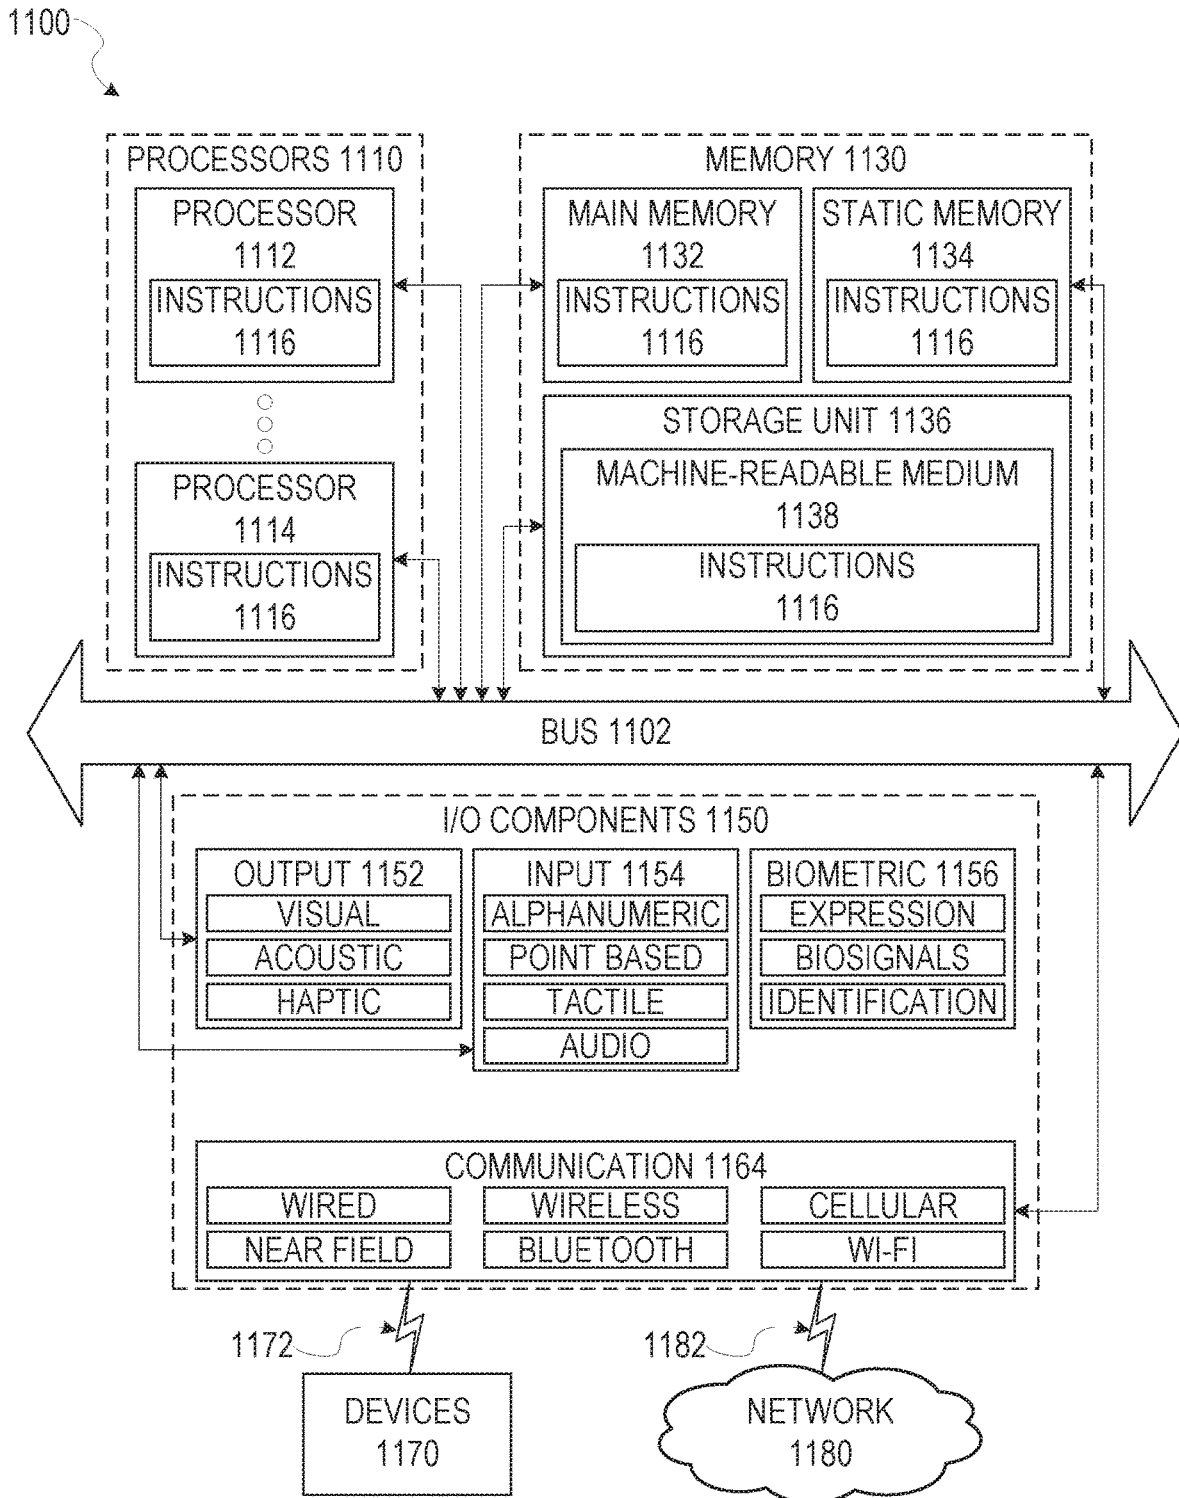 1100
PROCESSORS 1110
PROCESSOR
1112
INSTRUCTIONS
1116
PROCESSOR
1114
INSTRUCTIONS
1116
MEMORY 1130
MAIN MEMORY
1132
INSTRUCTIONS
1116
STATIC MEMORY
1134
INSTRUCTIONS
1116
STORAGE UNIT 1136
MACHINE-READABLE MEDIUM
1138
INSTRUCTIONS
1116
BUS 1102
I/O COMPONENTS 1150
OUTPUT 1152
VISUAL
ACOUSTIC
HAPTIC
INPUT 1154
ALPHANUMERIC
POINT BASED
TACTILE
AUDIO
BIOMETRIC 1156
EXPRESSION
BIOSIGNALS
IDENTIFICATION
COMMUNICATION 1164
WIRED
WIRELESS
CELLULAR
NEAR FIELD
BLUETOOTH
WI-FI
1172
1182
DEVICES
1170
NETWORK
1180